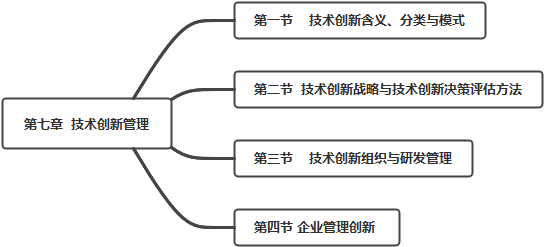 第一节 技术创新含义、分类与模式
第二节 技术创新战略与技术创新决策评估方法
第七章 技术创新管理
第三节 技术创新组织与研发管理
第四节 企业管理创新